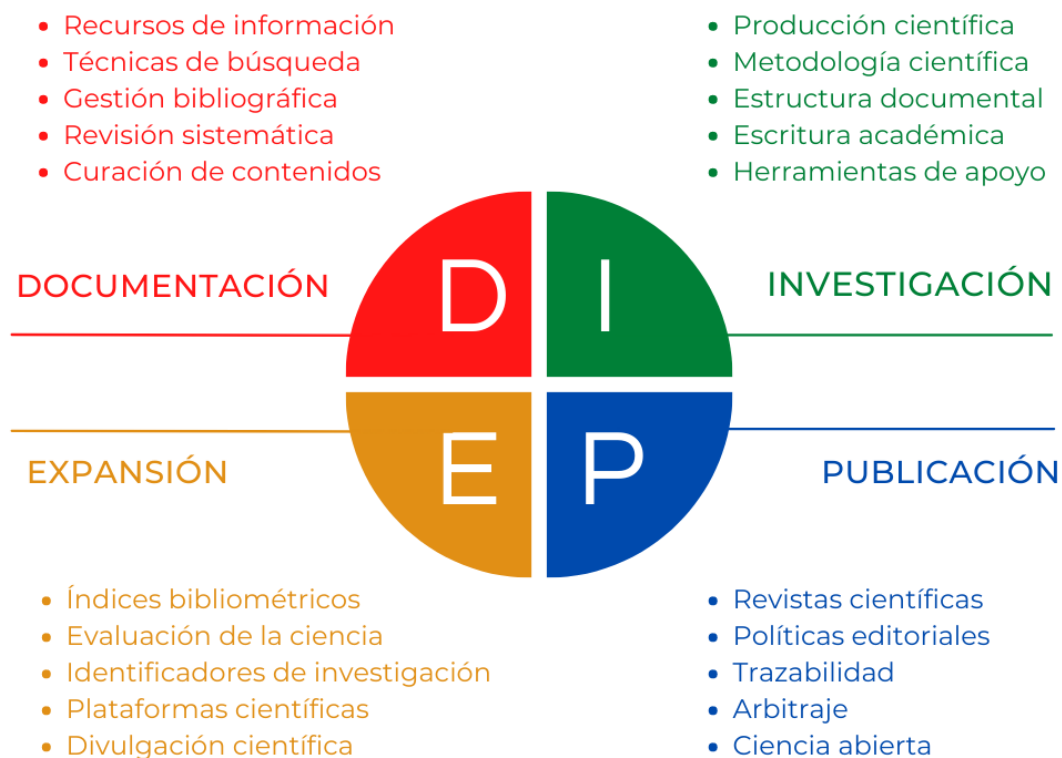 • Recursos de información
• Técnicas de búsqueda
• Gestión bibliográfica
• Revisión sistemática
• Curación de contenidos
• Producción científica
• Metodología científica
• Estructura documental
• Escritura académica
• Herramientas de apoyo
DOCUMENTACIÓN
D
I
INVESTIGACIÓN
EXPANSIÓN
E
P
PUBLICACIÓN
• Índices bibliométricos
• Evaluación de la ciencia
• Identificadores de investigación
• Plataformas científicas
• Divulgación científica
• Revistas científicas
• Políticas editoriales
• Trazabilidad
• Arbitraje
• Ciencia abierta